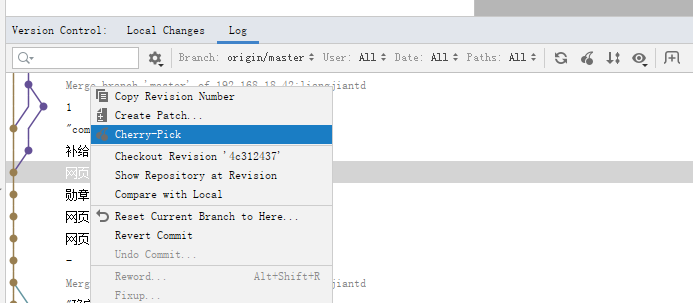 Version Control: Local Changes Log
Branch: origin/master User: All Date: All Paths: All
Merge branch 'master' of 192.168.18.42:liangjiantd
Copy Revision Number
1
Create Patch...
"com
Cherry-Pick
补给
Checkout Revision '4c312437'
网页
Show Repository at Revision
勋章
Compare with Local
网页
Reset Current Branch to Here...
网页
Revert Commit
-
Undo Commit...
Merg
Reword... Alt+Shift+R
jiantd
Fixup...